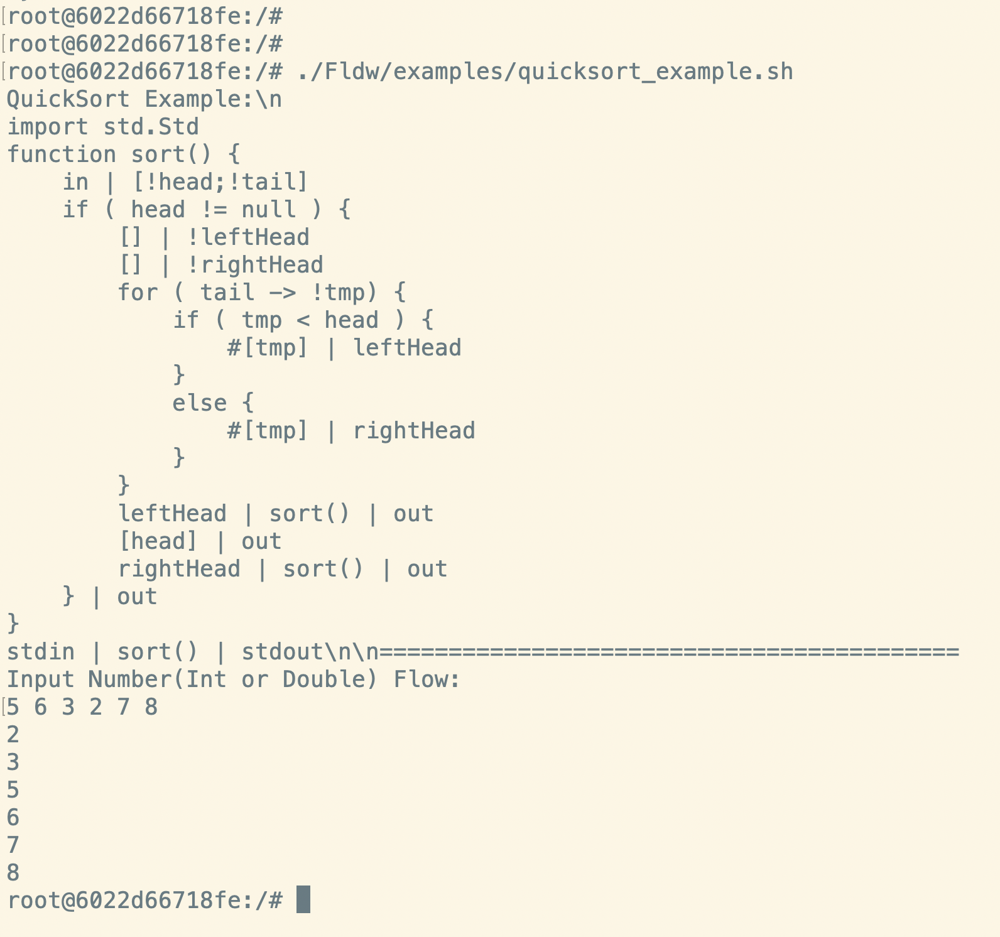 [root@6022d66718fe:/#
[root@6022d66718fe:/#
[root@6022d66718fe:/# ./Fldw/examples/quicksort_example.sh
QuickSort Example:\n
import std.Std
function sort() {
    in | [!head;!tail]
    if ( head != null ) {
        [] | !leftHead
        [] | !rightHead
        for ( tail -> !tmp) {
            if ( tmp < head ) {
                #[tmp] | leftHead
            }
            else {
                #[tmp] | rightHead
            }
        }
        leftHead | sort() | out
        [head] | out
        rightHead | sort() | out
    } | out
}
stdin | sort() | stdout\n\n==========================================
Input Number(Int or Double) Flow:
[5 6 3 2 7 8
2
3
5
6
7
8
root@6022d66718fe:/#